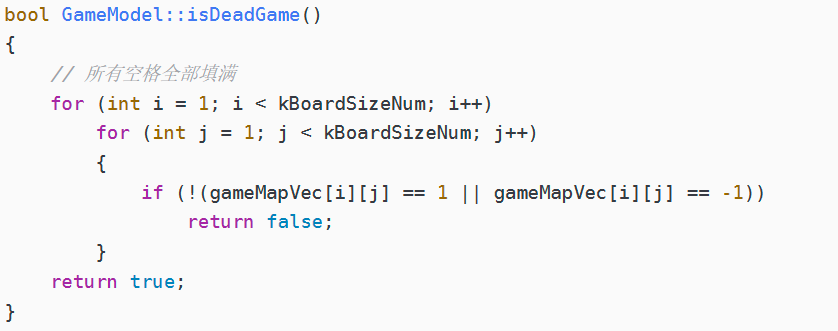 bool GameModel::isDeadGame()
{
    // 所有空格全部填满
    for (int i = 1; i < kBoardSizeNum; i++)
        for (int j = 1; j < kBoardSizeNum; j++)
        {
            if (!(gameMapVec[i][j] == 1 || gameMapVec[i][j] == -1))
                return false;
        }
    return true;
}